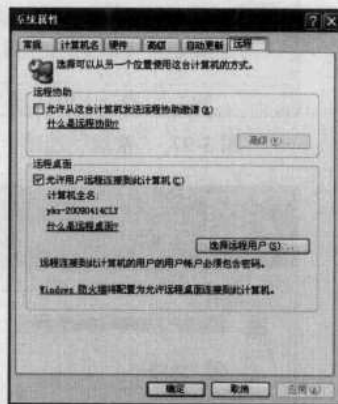 系统属性
常规 计算机名 硬件 高级 自动更新 远程
选择可以从另一个位置使用这台计算机的方式。
远程协助
允许从这台计算机发送远程协助邀请(R)
什么是远程协助?
高级(V)...
远程桌面
允许用户远程连接到此计算机(C)
计算机全名:
ykr-20090414CLY
什么是远程桌面?
选择远程用户(S)...
远程连接到此计算机的用户的用户帐户必须包含密码。
Windows 防火墙将配置为允许远程桌面连接到此计算机。
确定 取消 应用(A)